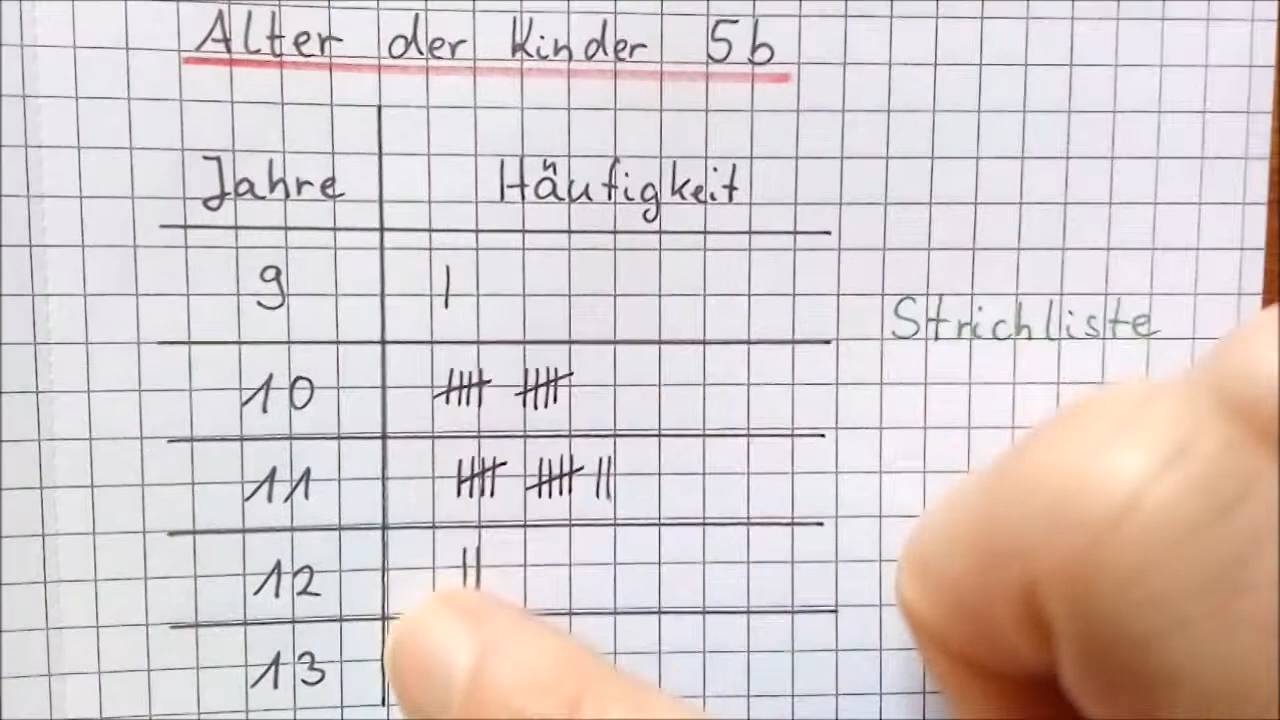 Alter der Kinder 5b
Jahre Häufigkeit
9 |
Strichliste
10 𝍸 𝍸
11 𝍸 𝍸 ||
12 ||
13